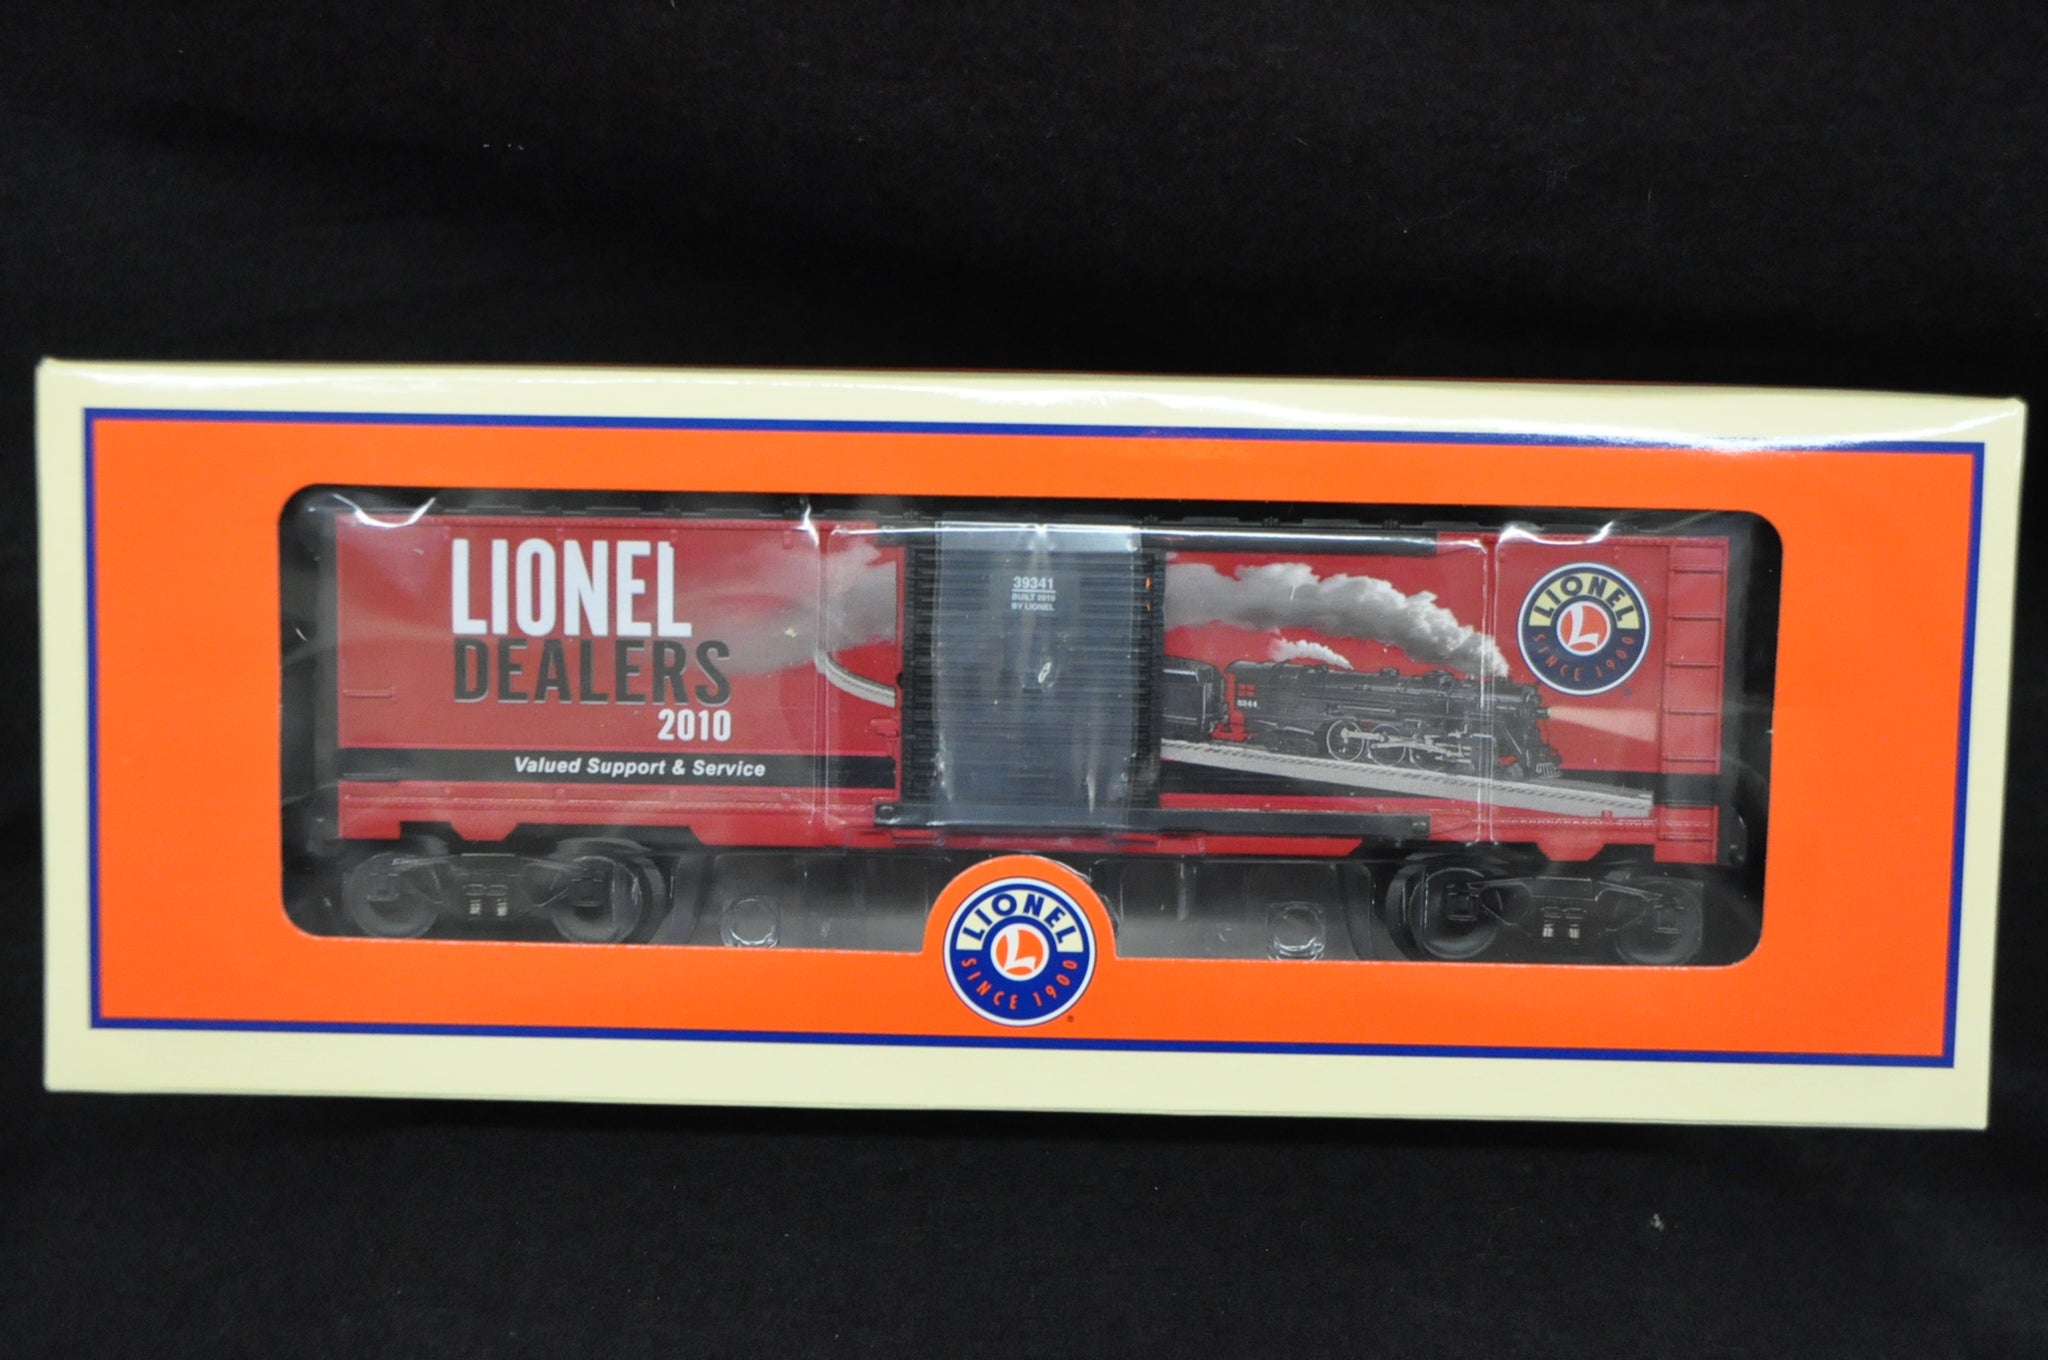 LIONEL
DEALERS
2010
Valued Support & Service
39341
BUILT 2010
BY LIONEL
LIONEL
L
SINCE 1900
LIONEL
L
SINCE 1900
®